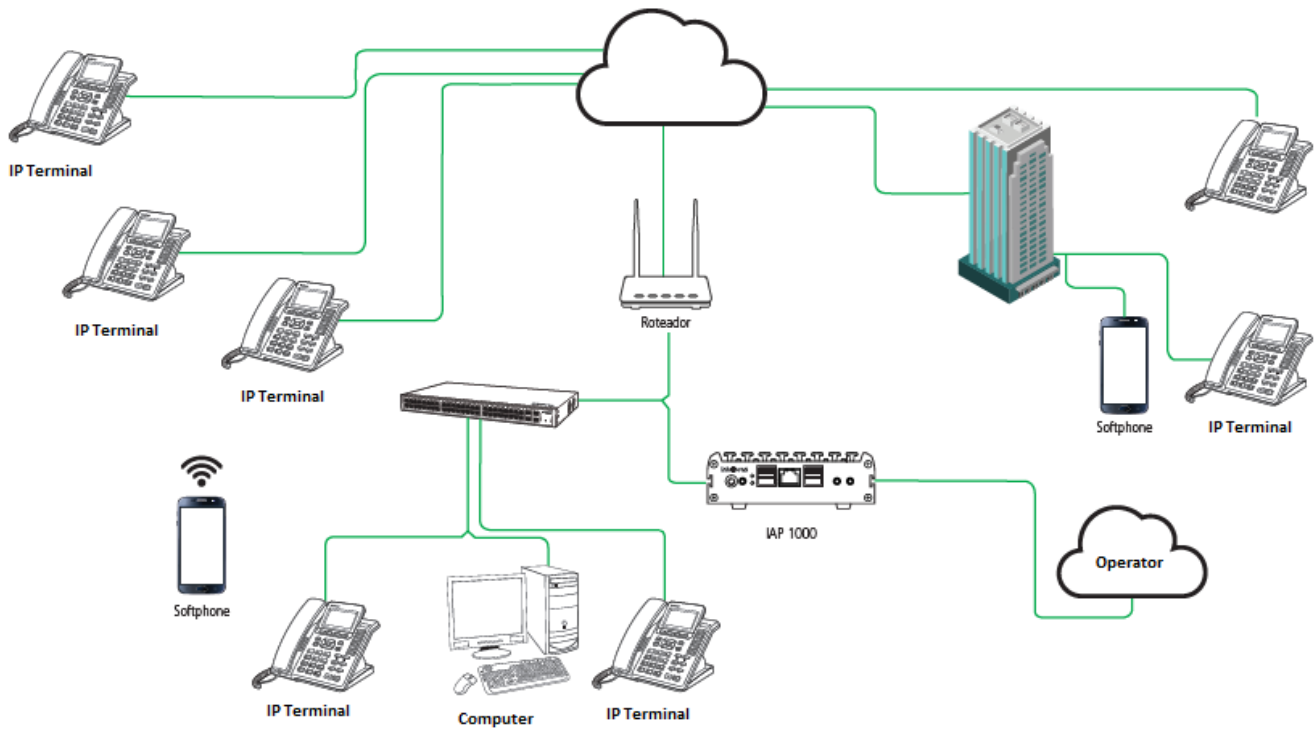 IP Terminal
IP Terminal
Roteador
IP Terminal
Softphone
IP Terminal
IAP 1000
Operator
Softphone
IP Terminal
Computer
IP Terminal